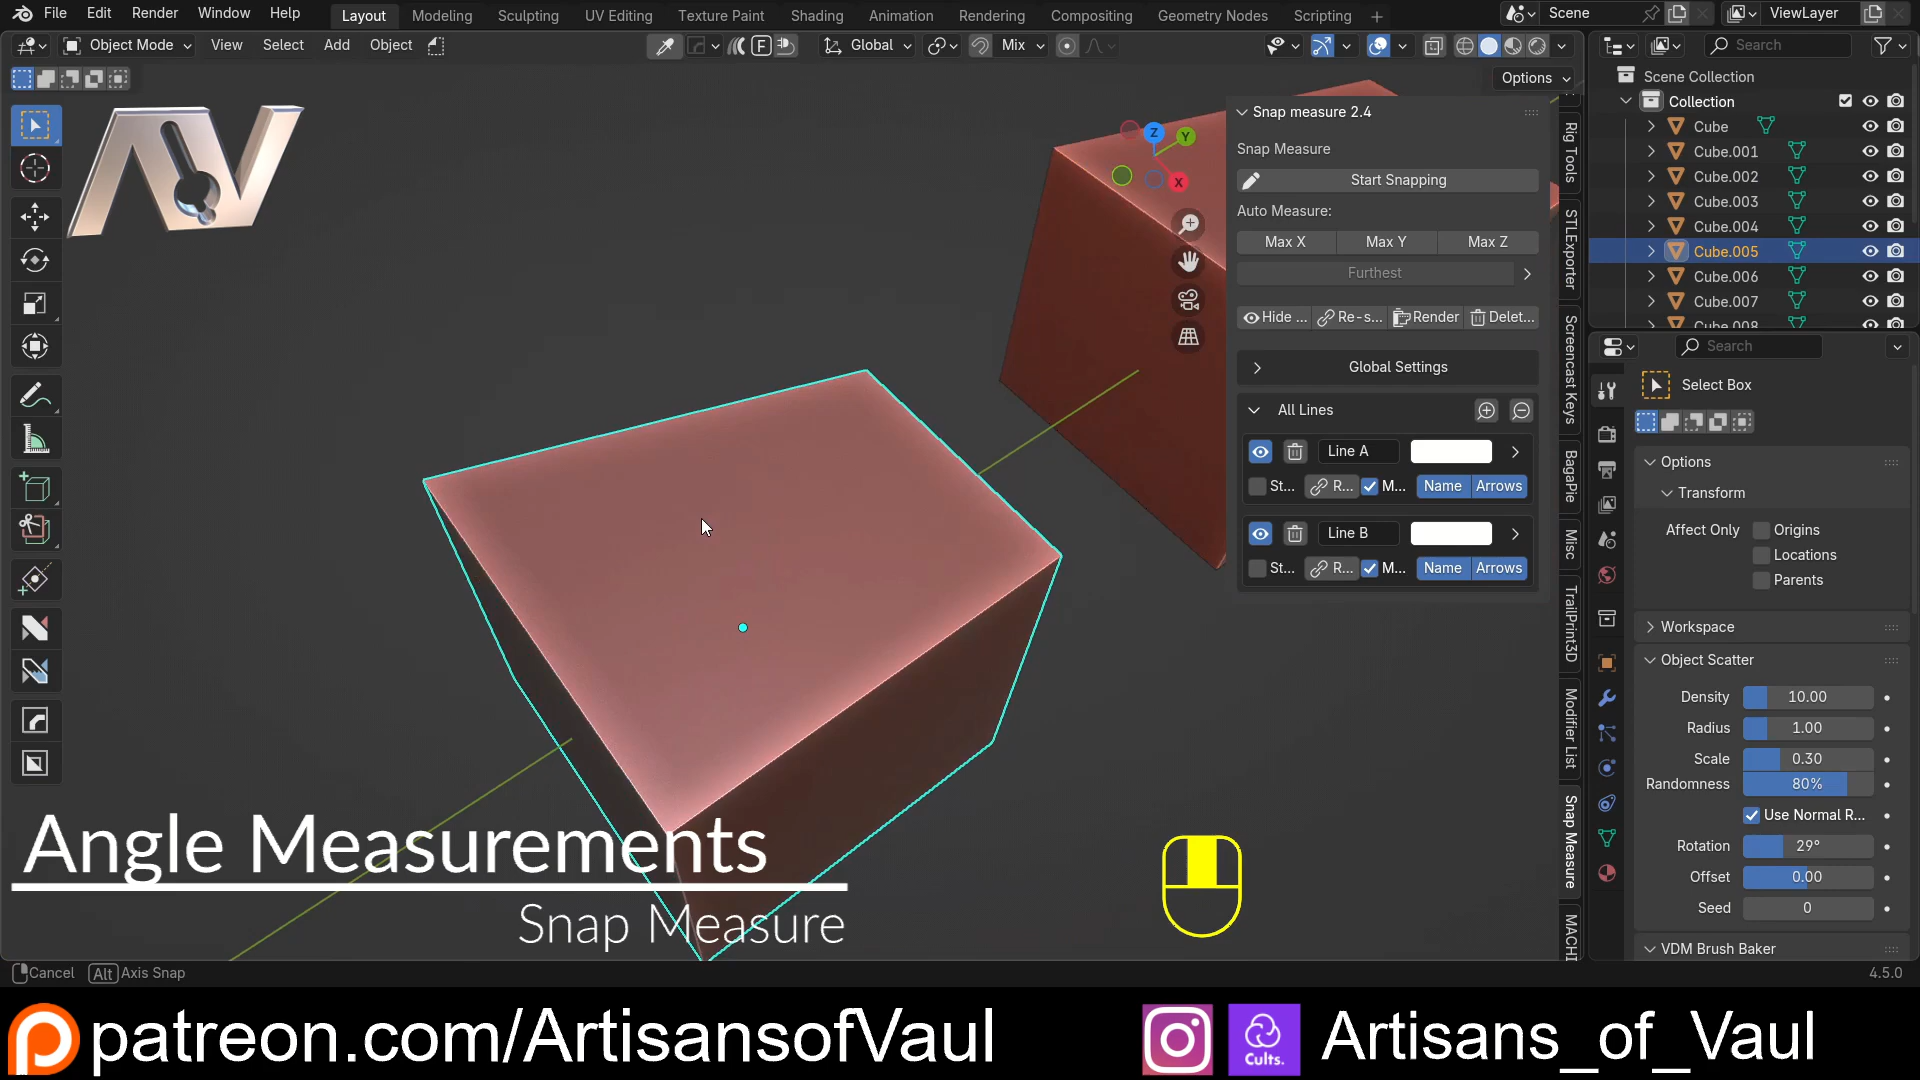 File Edit Render Window Help Layout Modeling Sculpting UV Editing Texture Paint Shading Animation Rendering Compositing Geometry Nodes Scripting + Scene ViewLayer
Object Mode View Select Add Object F Global Mix Search
Options
Snap measure 2.4
Z Y X
Snap Measure
Start Snapping
Auto Measure:
Max X Max Y Max Z
Furthest
Hide ... Re-s... Render Delet...
Global Settings
All Lines
Line A
St... R... M... Name Arrows
Line B
St... R... M... Name Arrows
Rig Tools
STLExporter
Screencast Keys
BagaPie
Misc
TrailPrint3D
Modifier List
Snap Measure
MACHI
Scene Collection
Collection
Cube
Cube.001
Cube.002
Cube.003
Cube.004
Cube.005
Cube.006
Cube.007
Cube.008
Search
Select Box
Options
Transform
Affect Only Origins
Locations
Parents
Workspace
Object Scatter
Density 10.00
Radius 1.00
Scale 0.30
Randomness 80%
Use Normal R...
Rotation 29°
Offset 0.00
Seed 0
VDM Brush Baker
Angle Measurements
Snap Measure
Cancel Alt Axis Snap 4.5.0
patreon.com/ArtisansofVaul
Cults.
Artisans_of_Vaul